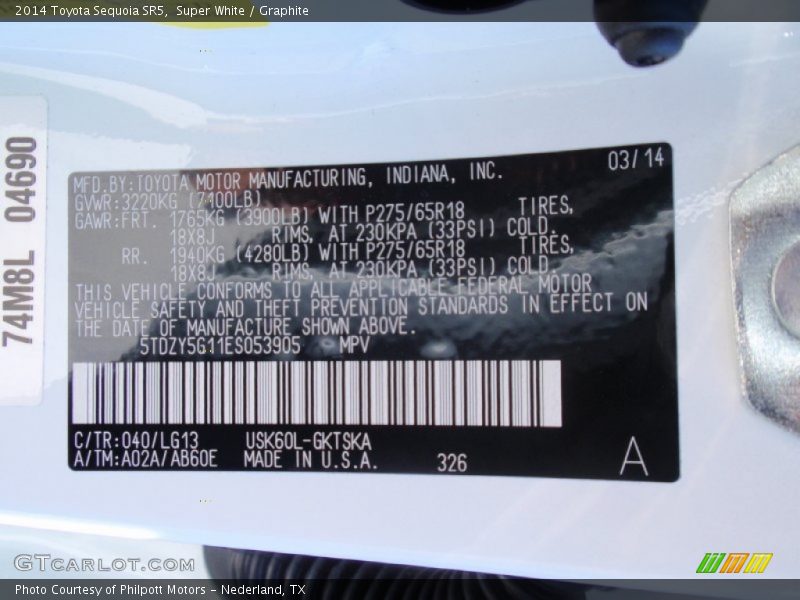 2014 Toyota Sequoia SR5, Super White / Graphite
74M8L 04690
03/14
MFD.BY:TOYOTA MOTOR MANUFACTURING, INDIANA, INC.
GVWR:3220KG (7400LB)
GAWR:FRT. 1765KG (3900LB) WITH P275/65R18 TIRES,
18X8J RIMS, AT 230KPA (33PSI) COLD.
RR. 1940KG (4280LB) WITH P275/65R18 TIRES,
18X8J RIMS, AT 230KPA (33PSI) COLD.
THIS VEHICLE CONFORMS TO ALL APPLICABLE FEDERAL MOTOR
VEHICLE SAFETY AND THEFT PREVENTION STANDARDS IN EFFECT ON
THE DATE OF MANUFACTURE SHOWN ABOVE.
5TDZY5G11ES053905 MPV
C/TR:040/LG13 USK60L-GKTSKA
A/TM:A02A/AB60E MADE IN U.S.A. 326
A
GTCARLOT.COM
Photo Courtesy of Philpott Motors - Nederland, TX